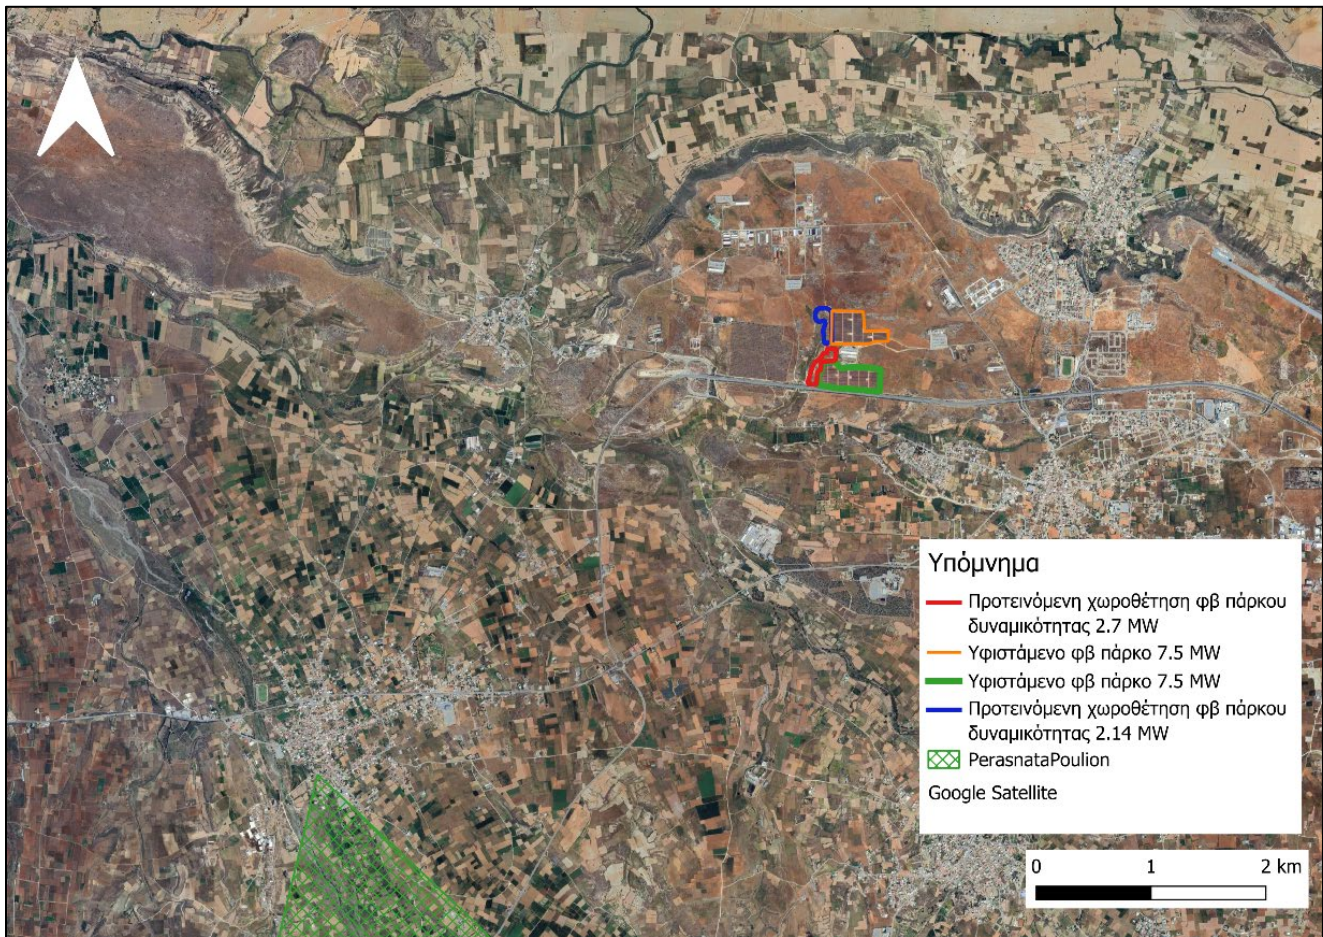 Υπόμνημα
Προτεινόμενη χωροθέτηση φβ πάρκου
δυναμικότητας 2.7 MW
Υφιστάμενο φβ πάρκο 7.5 MW
Υφιστάμενο φβ πάρκο 7.5 MW
Προτεινόμενη χωροθέτηση φβ πάρκου
δυναμικότητας 2.14 MW
PerasnataPoulion
Google Satellite
0 1 2 km